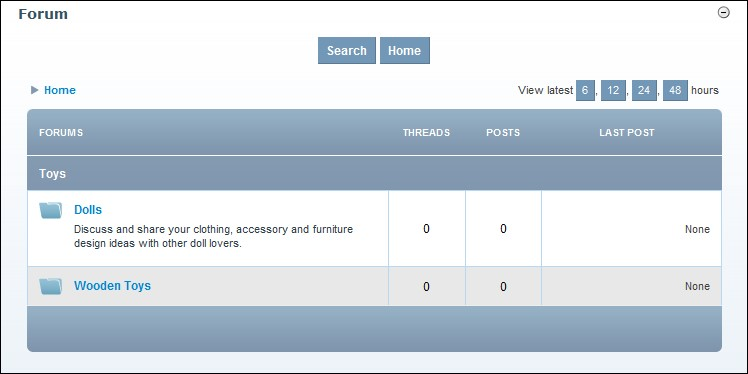 Forum
Search Home
Home
View latest 6, 12, 24, 48 hours
FORUMS THREADS POSTS LAST POST
Toys
Dolls
Discuss and share your clothing, accessory and furniture
design ideas with other doll lovers.
0 0 None
Wooden Toys 0 0 None